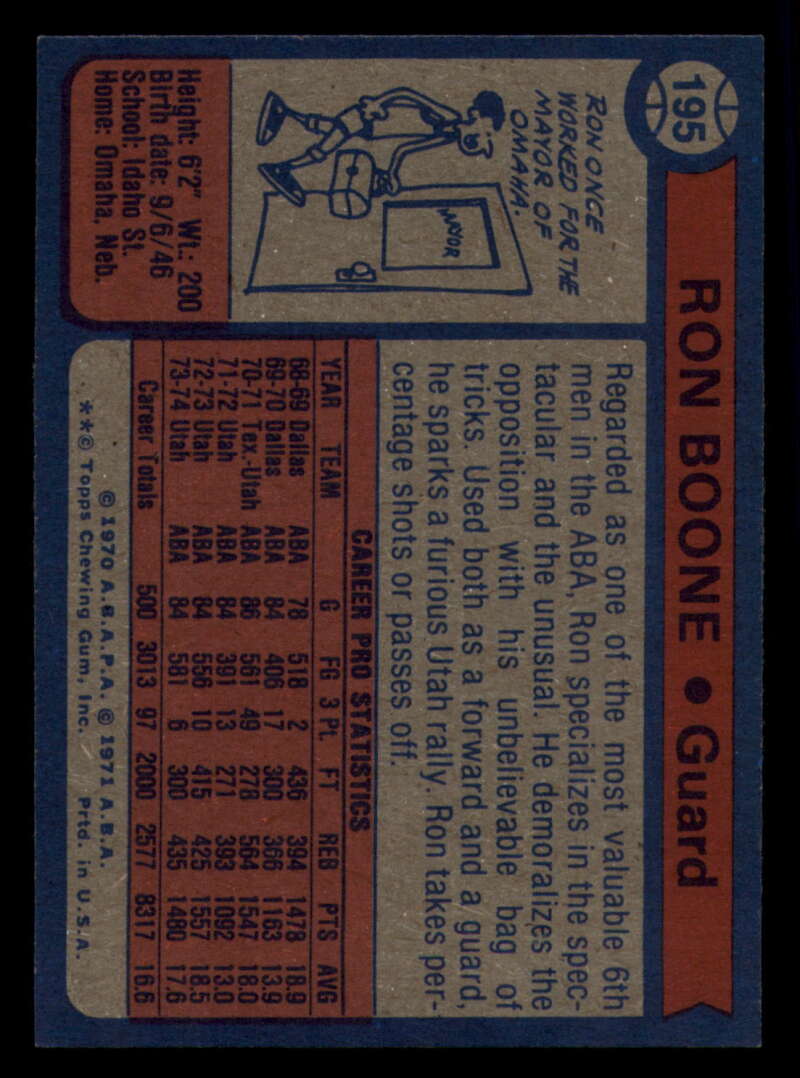 195
RON BOONE • Guard
RON ONCE
WORKED FOR THE
MAYOR OF
OMAHA.
MAYOR
Height: 6'2" Wt.: 200
Birth date: 9/6/46
School: Idaho St.
Home: Omaha, Neb.
Regarded as one of the most valuable 6th
men in the ABA, Ron specializes in the spec-
tacular and the unusual. He demoralizes the
opposition with his unbelievable bag of
tricks. Used both as a forward and a guard,
he sparks a furious Utah rally. Ron takes per-
centage shots or passes off.
CAREER PRO STATISTICS
YEAR TEAM G FG 3 Pt. FT REB PTS AVG
68-69 Dallas ABA 78 518 2 436 394 1478 18.9
69-70 Dallas ABA 84 406 17 300 366 1163 13.9
70-71 Tex.-Utah ABA 86 561 49 278 564 1547 18.0
71-72 Utah ABA 84 391 13 271 393 1092 13.0
72-73 Utah ABA 84 556 10 415 425 1557 18.5
73-74 Utah ABA 84 581 6 300 435 1480 17.6
Career Totals 500 3013 97 2000 2577 8317 16.6
© 1970 A.B.A.P.A. © 1971 A.B.A.
**© Topps Chewing Gum, Inc. Prtd. in U.S.A.